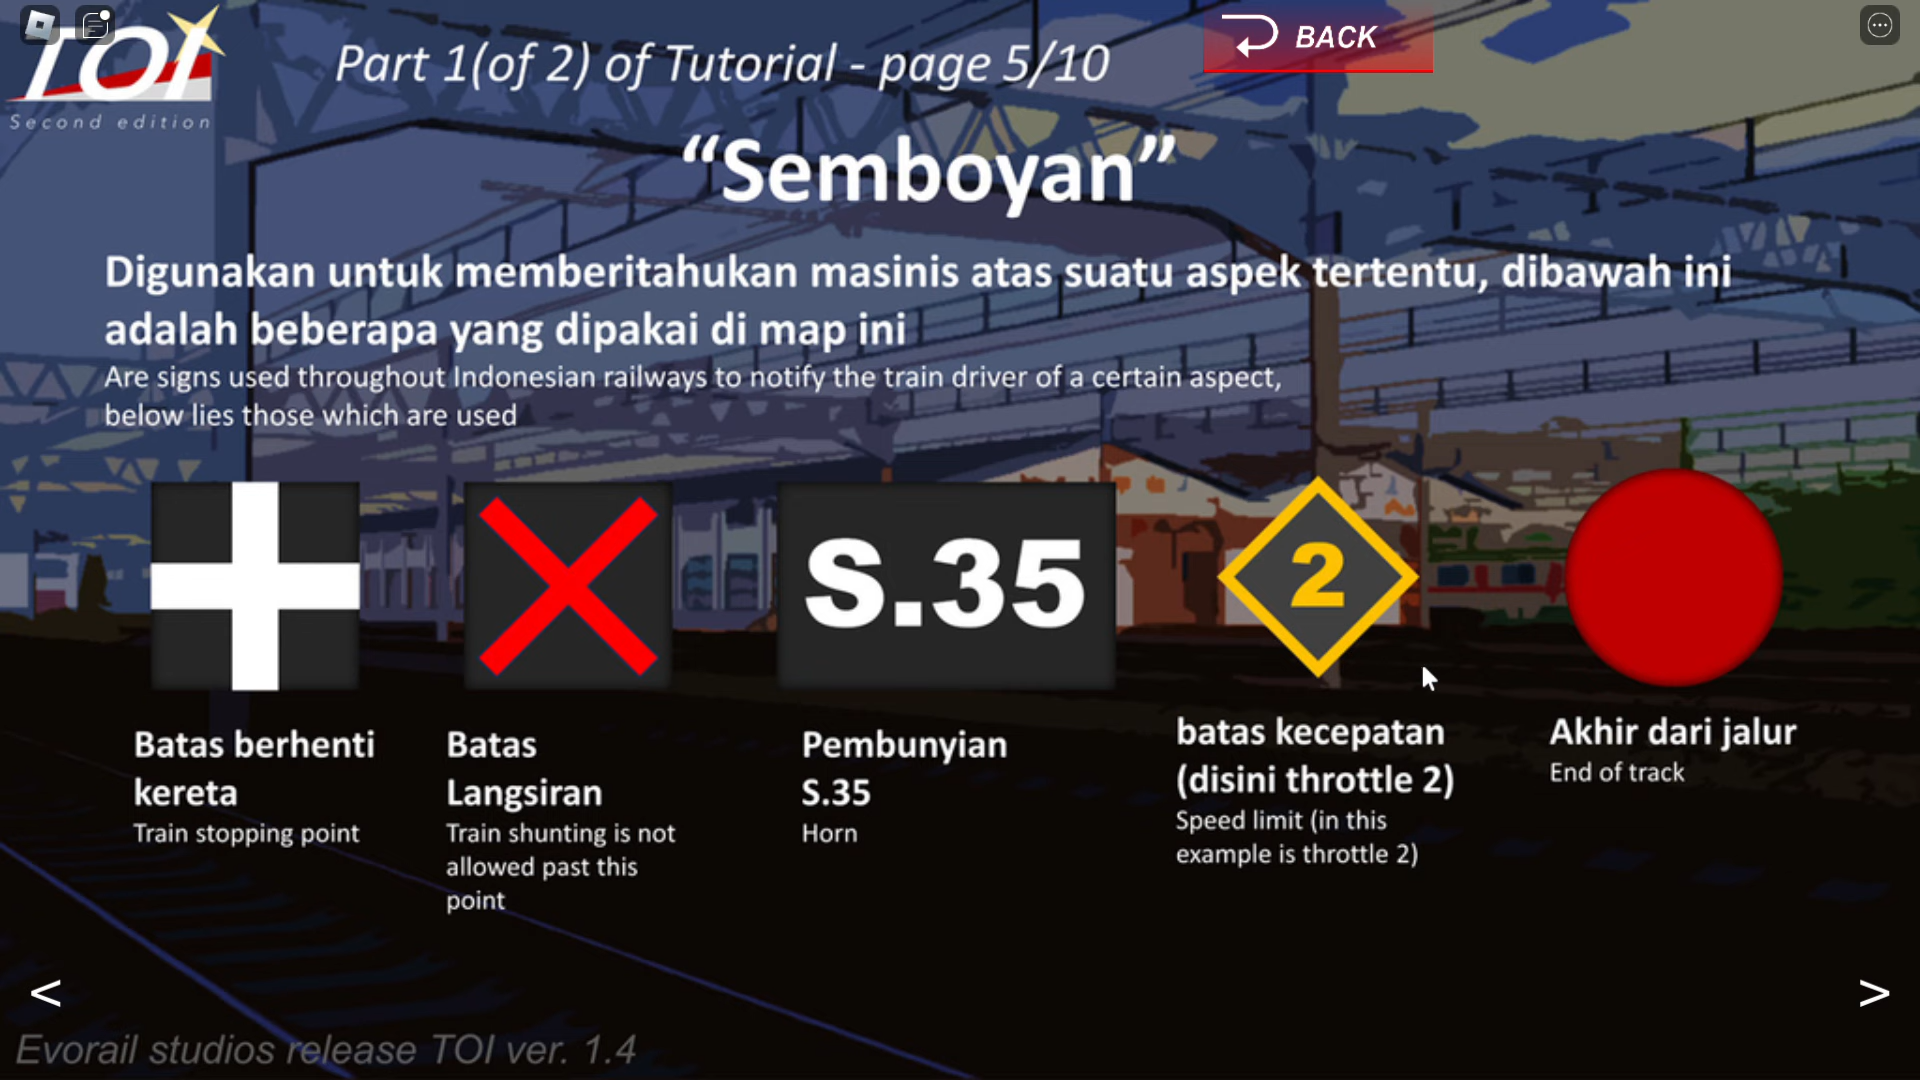 TOI
Second edition
Part 1(of 2) of Tutorial - page 5/10
BACK
“Semboyan”
Digunakan untuk memberitahukan masinis atas suatu aspek tertentu, dibawah ini
adalah beberapa yang dipakai di map ini
Are signs used throughout Indonesian railways to notify the train driver of a certain aspect,
below lies those which are used
S.35
2
Batas berhenti
kereta
Train stopping point
Batas
Langsiran
Train shunting is not
allowed past this
point
Pembunyian
S.35
Horn
batas kecepatan
(disini throttle 2)
Speed limit (in this
example is throttle 2)
Akhir dari jalur
End of track
<
>
Evorail studios release TOI ver. 1.4